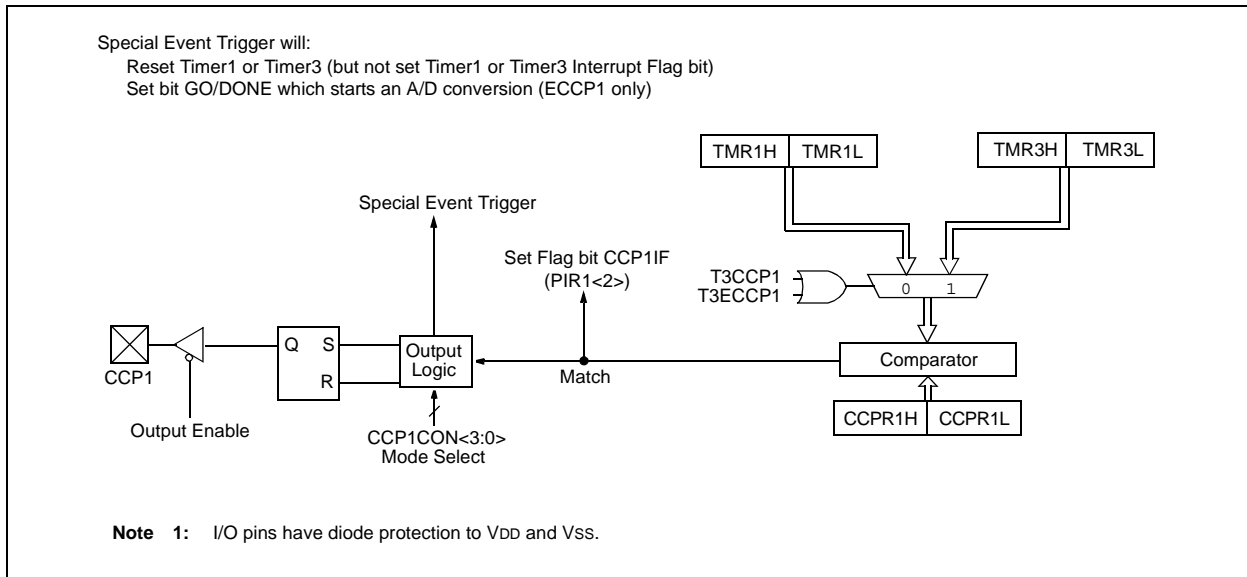 Special Event Trigger will:
Reset Timer1 or Timer3 (but not set Timer1 or Timer3 Interrupt Flag bit)
Set bit GO/DONE which starts an A/D conversion (ECCP1 only)
TMR1H TMR1L
TMR3H TMR3L
Special Event Trigger
Set Flag bit CCP1IF
(PIR1<2>)
T3CCP1
T3ECCP1
0 1
Q S
R
Output
Logic
Comparator
CCP1
Match
Output Enable
CCP1CON<3:0>
Mode Select
CCPR1H CCPR1L
Note 1: I/O pins have diode protection to VDD and VSS.